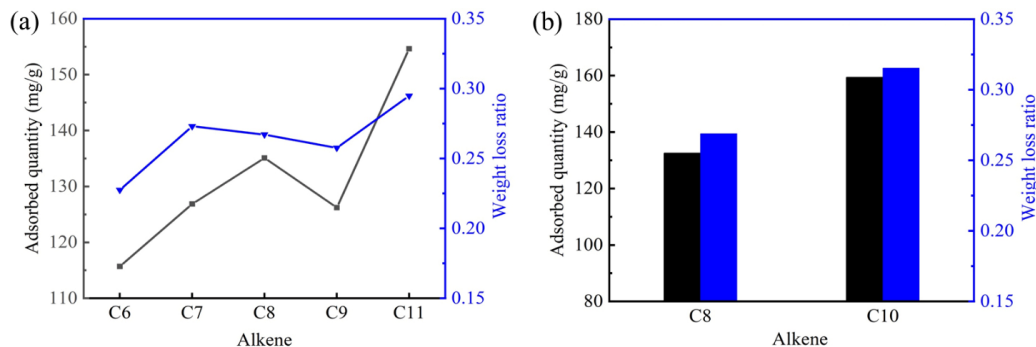 (a)
160
150
140
130
120
110
Adsorbed quantity (mg/g)
0.35
0.30
0.25
0.20
0.15
Weight loss ratio
C6 C7 C8 C9 C11
Alkene
(b)
180
160
140
120
100
80
Adsorbed quantity (mg/g)
0.35
0.30
0.25
0.20
0.15
Weight loss ratio
C8 C10
Alkene